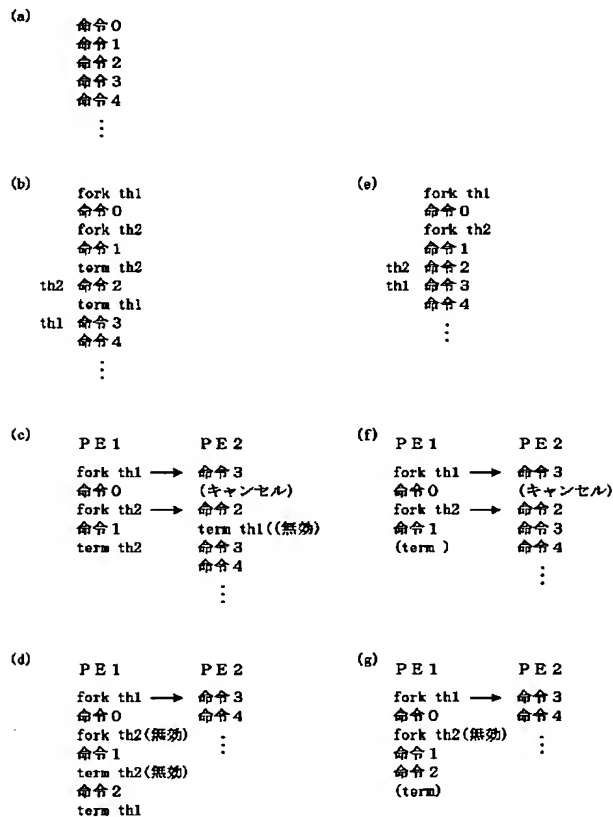 (a)
命令0
命令1
命令2
命令3
命令4
⋮
(b)
fork th1
命令0
fork th2
命令1
term th2
th2 命令2
term th1
th1 命令3
命令4
⋮
(e)
fork th1
命令0
fork th2
命令1
th2 命令2
th1 命令3
命令4
⋮
(c)
PE1 PE2
fork th1 → 命令3
命令0 (キャンセル)
fork th2 → 命令2
命令1 term th1((無効)
term th2 命令3
命令4
⋮
(f)
PE1 PE2
fork th1 → 命令3
命令0 (キャンセル)
fork th2 → 命令2
命令1 命令3
(term ) 命令4
⋮
(d)
PE1 PE2
fork th1 → 命令3
命令0 命令4
fork th2(無効) ⋮
命令1
term th2(無効)
命令2
term th1
(g)
PE1 PE2
fork th1 → 命令3
命令0 命令4
fork th2(無効) ⋮
命令1
命令2
(term)